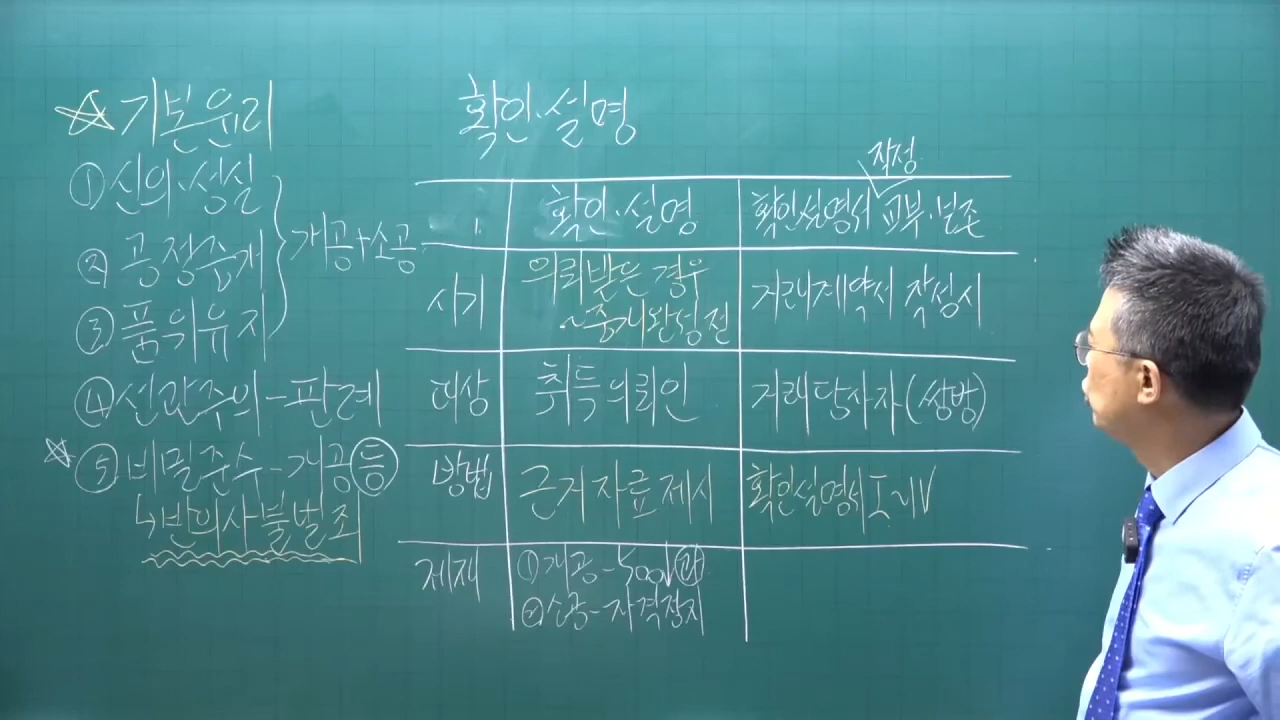 ☆ 기본윤리
① 신의·성실
② 공정중개
③ 품위유지
개공+소공
④ 선관주의-판례
☆ ⑤ 비밀준수-개공등
↳반의사불벌죄
확인·설명
작성
확인·설명
확인설명서 교부·보존
시기
의뢰받은 경우
~중개완성 전
거래계약서 작성시
대상
취득의뢰인
거래당사자(쌍방)
방법
근거자료제시
확인설명서 I~IV
제재
① 개공-500↓과
② 소공-자격정지